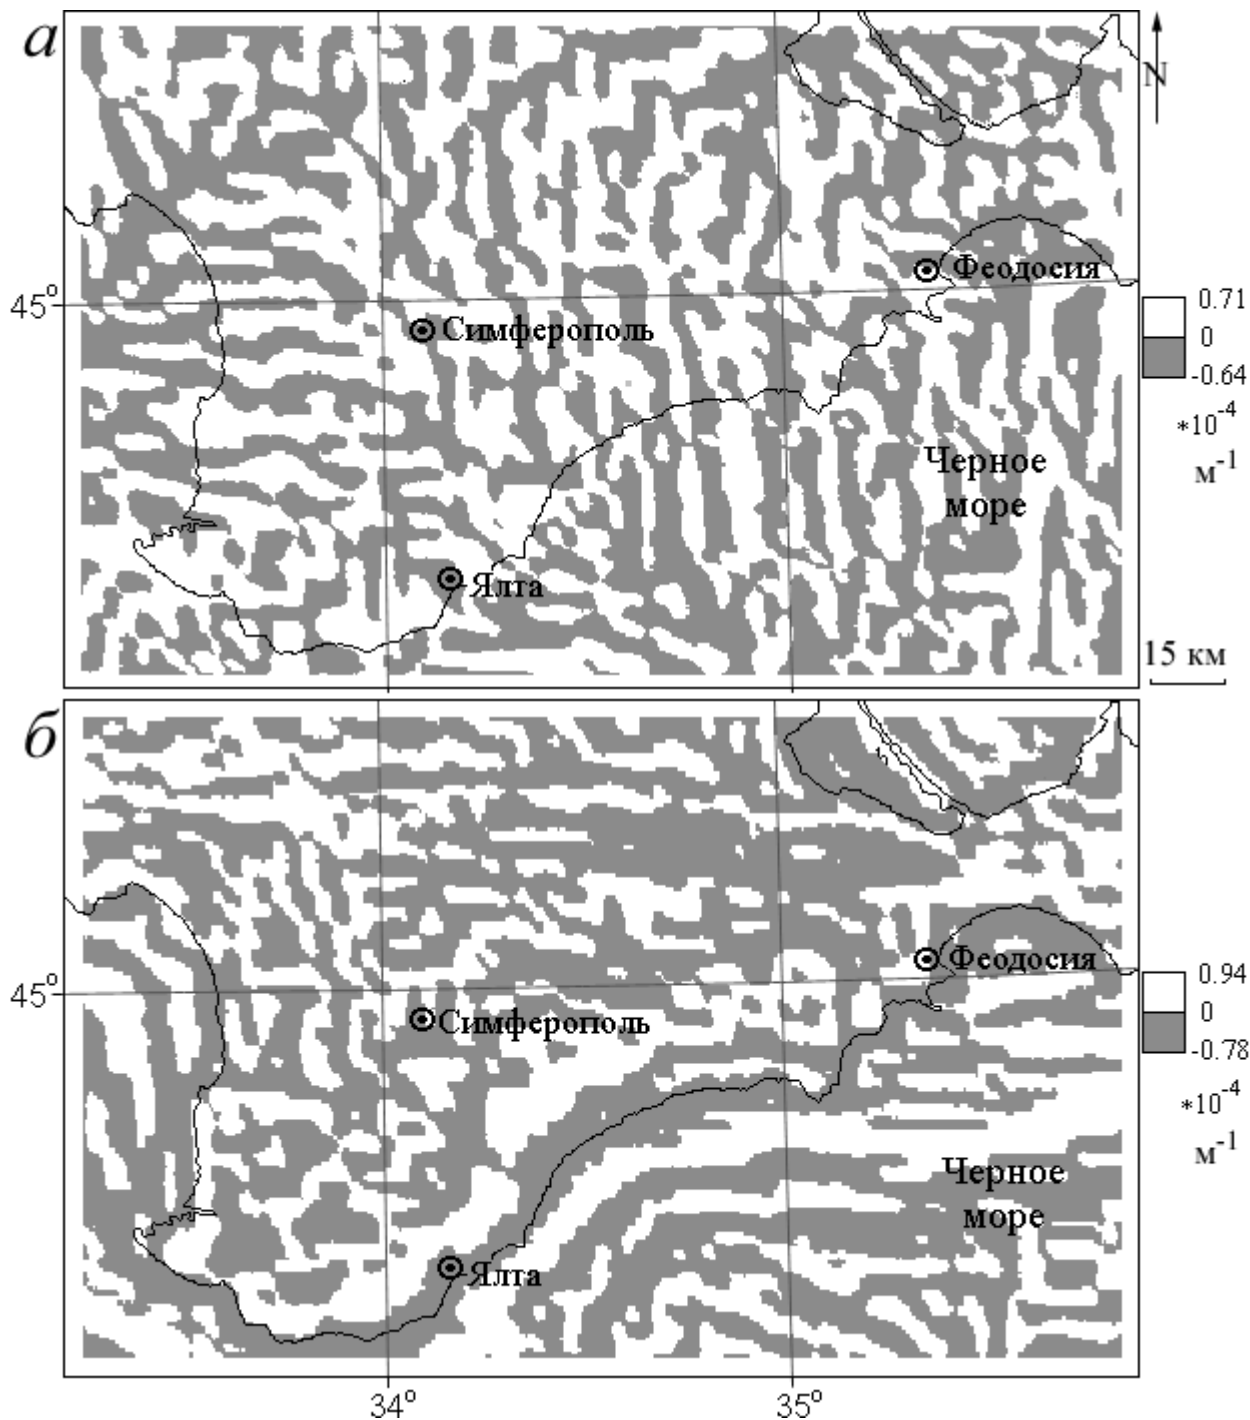 а
N
Феодосия
45°
0.71
Симферополь
0
-0.64
*10⁻⁴
м⁻¹
Черное
море
Ялта
15 км
б
Феодосия
45°
0.94
Симферополь
0
-0.78
*10⁻⁴
м⁻¹
Черное
море
Ялта
34°
35°